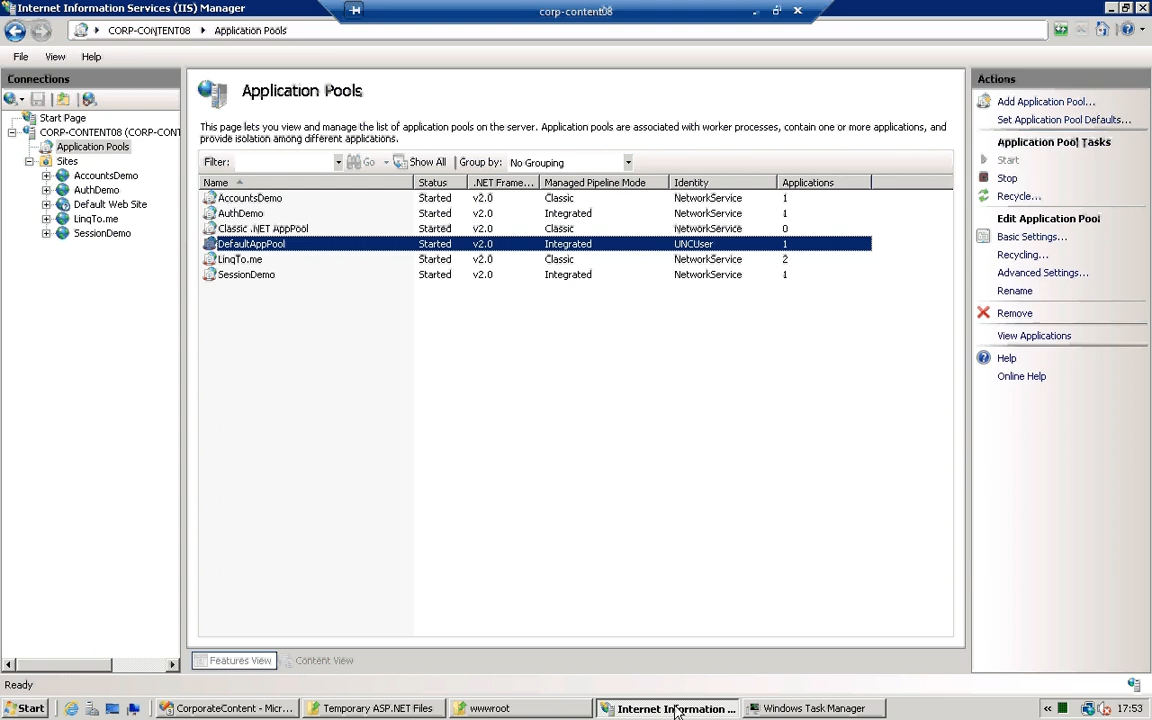 Internet Information Services (IIS) Manager
corp-content08
CORP-CONTENT08 Application Pools
File View Help
Connections
Start Page
CORP-CONTENT08 (CORP-CONT
Application Pools
Sites
AccountsDemo
AuthDemo
Default Web Site
LinqTo.me
SessionDemo
Application Pools
This page lets you view and manage the list of application pools on the server. Application pools are associated with worker processes, contain one or more applications, and
provide isolation among different applications.
Filter: Go Show All Group by: No Grouping
Name Status .NET Frame... Managed Pipeline Mode Identity Applications
AccountsDemo Started v2.0 Classic NetworkService 1
AuthDemo Started v2.0 Integrated NetworkService 1
Classic .NET AppPool Started v2.0 Classic NetworkService 0
DefaultAppPool Started v2.0 Integrated UNCUser 1
LinqTo.me Started v2.0 Classic NetworkService 2
SessionDemo Started v2.0 Integrated NetworkService 1
Features View Content View
Actions
Add Application Pool...
Set Application Pool Defaults...
Application Pool Tasks
Start
Stop
Recycle...
Edit Application Pool
Basic Settings...
Recycling...
Advanced Settings...
Rename
Remove
View Applications
Help
Online Help
Ready
Start CorporateContent - Micr... Temporary ASP.NET Files wwwroot Internet Information ... Windows Task Manager « 17:53